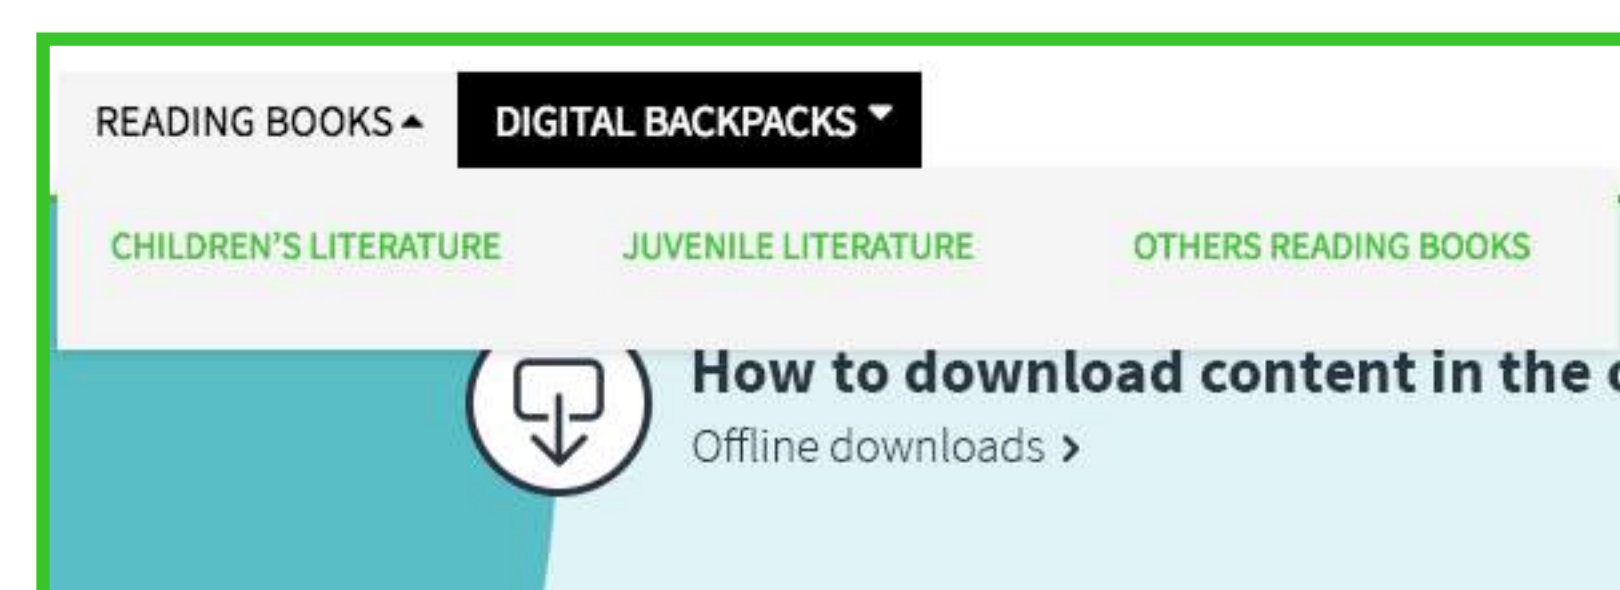 READING BOOKS DIGITAL BACKPACKS
CHILDREN'S LITERATURE JUVENILE LITERATURE OTHERS READING BOOKS
How to download content in the
Offline downloads >